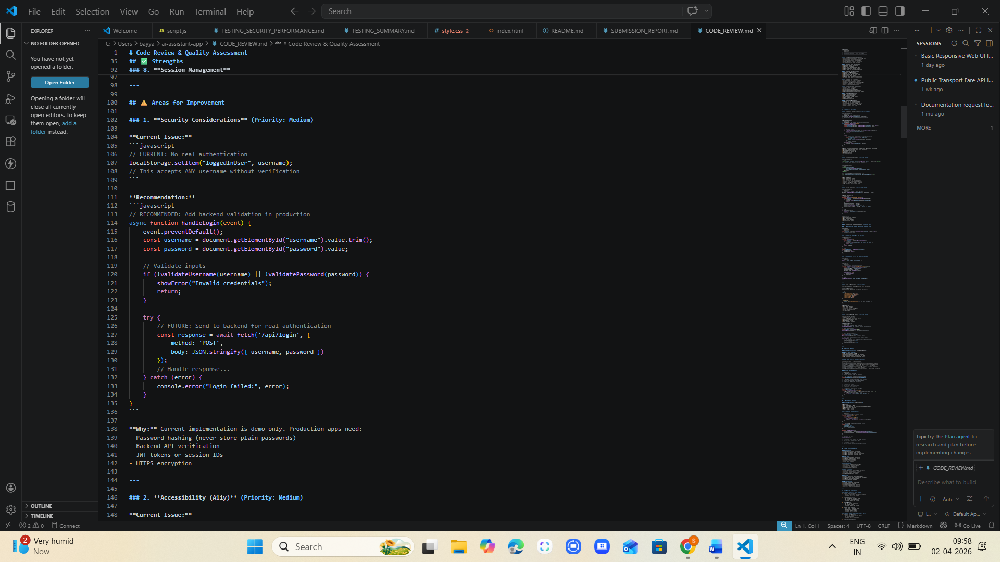 File Edit Selection View Go Run Terminal Help
Search
EXPLORER
NO FOLDER OPENED
You have not yet
opened a folder.
Open Folder
Opening a folder will
close all currently
open editors. To keep
them open, add a
folder instead.
OUTLINE
TIMELINE
Welcome
JS script.js
TESTING_SECURITY_PERFORMANCE.md
TESTING_SUMMARY.md
# style.css 2
<> index.html
README.md
SUBMISSION_REPORT.md
CODE_REVIEW.md
C: > Users > bayya > ai-assistant-app > CODE_REVIEW.md > abc # Code Review & Quality Assessment
1 # Code Review & Quality Assessment
35 ## ✅ Strengths
92 ### 8. **Session Management**
97
98 ---
99
100 ## ⚠️ Areas for Improvement
101
102 ### 1. **Security Considerations** (Priority: Medium)
103
104 **Current Issue:**
105 ```javascript
106 // CURRENT: No real authentication
107 localStorage.setItem("loggedInUser", username);
108 // This accepts ANY username without verification
109 ```
110
111 **Recommendation:**
112 ```javascript
113 // RECOMMENDED: Add backend validation in production
114 async function handleLogin(event) {
115 event.preventDefault();
116 const username = document.getElementById("username").value.trim();
117 const password = document.getElementById("password").value;
118
119 // Validate inputs
120 if (!validateUsername(username) || !validatePassword(password)) {
121 showError("Invalid credentials");
122 return;
123 }
124
125 try {
126 // FUTURE: Send to backend for real authentication
127 const response = await fetch('/api/login', {
128 method: 'POST',
129 body: JSON.stringify({ username, password })
130 });
131 // Handle response...
132 } catch (error) {
133 console.error("Login failed:", error);
134 }
135 }
136 ```
137
138 **Why:** Current implementation is demo-only. Production apps need:
139 - Password hashing (never store plain passwords)
140 - Backend API verification
141 - JWT tokens or session IDs
142 - HTTPS encryption
143
144 ---
145
146 ### 2. **Accessibility (A11y)** (Priority: Medium)
147
148 **Current Issue:**
SESSIONS
Basic Responsive Web UI f...
1 day ago
Public Transport Fare API I...
1 wk ago
Documentation request fo...
1 mo ago
MORE 1
Tip: Try the Plan agent to
research and plan before
implementing changes.
CODE_REVIEW.md
Describe what to build
Auto
L...
Default Ap...
2 0 Connect
Ln 1, Col 1 Spaces: 4 UTF-8 CRLF { } Markdown Go Live
2
Very humid
Now
Search
S
W
ENG
IN
09:58
02-04-2026